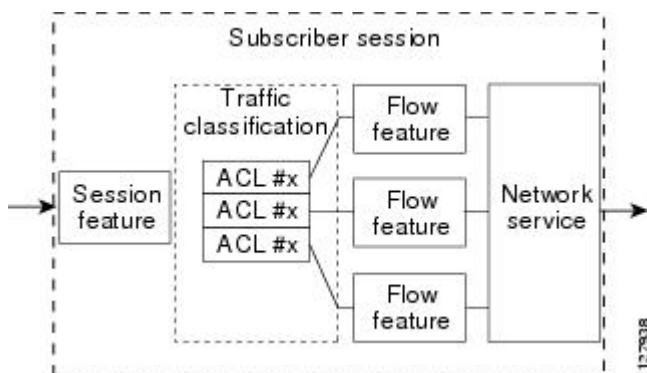 Subscriber session
Traffic
classification
Session
feature
ACL #x
ACL #x
ACL #x
Flow
feature
Flow
feature
Flow
feature
Network
service
127938